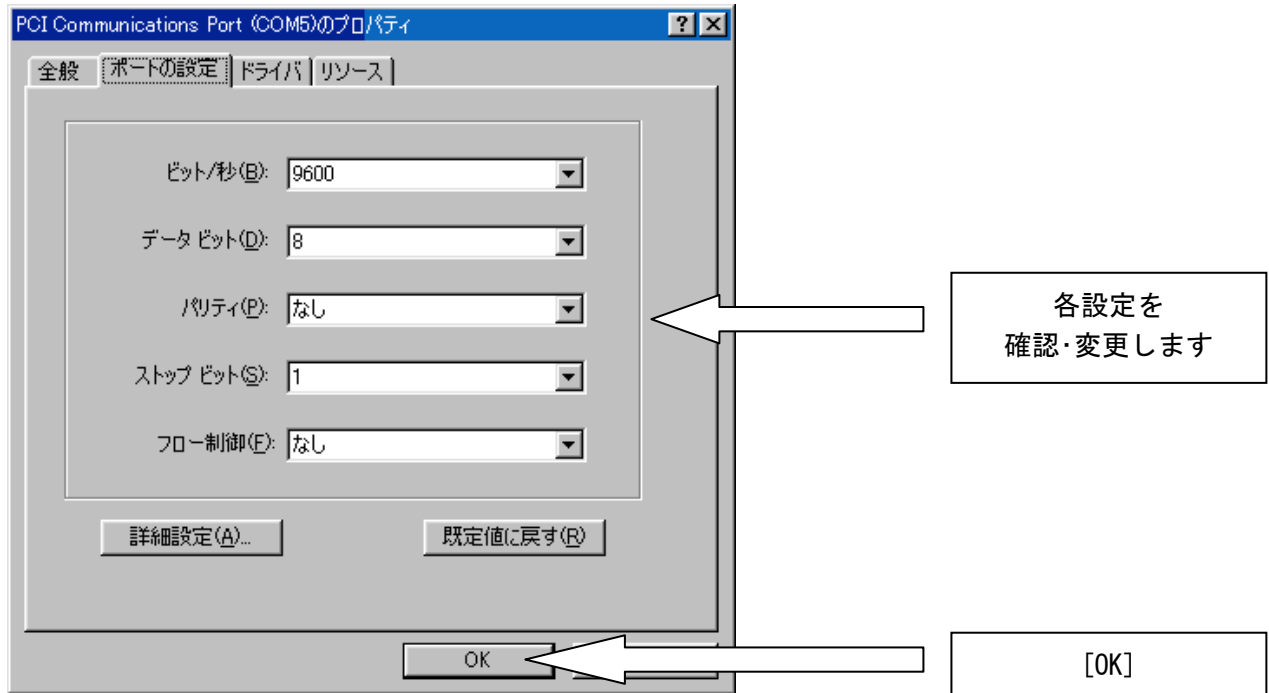 PCI Communications Port (COM5)のプロパティ
全般 ポートの設定 ドライバ リソース
ビット/秒(B): 9600
データ ビット(D): 8
パリティ(P): なし
ストップ ビット(S): 1
フロー制御(F): なし
詳細設定(A)... 既定値に戻す(R)
OK
各設定を
確認･変更します
[OK]